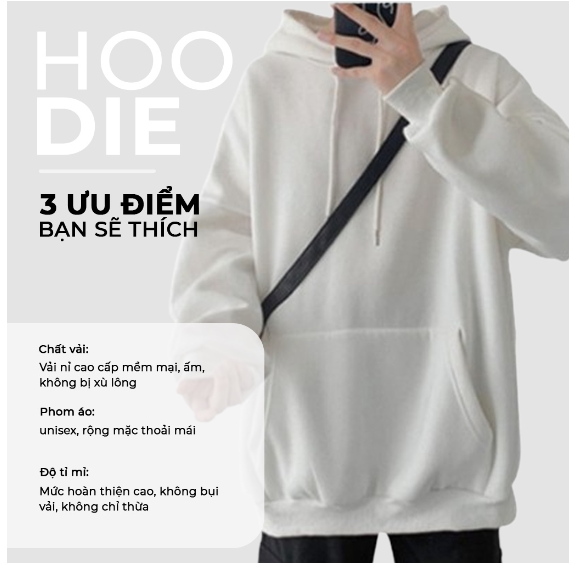 HOO
DIE
3 ƯU ĐIỂM
BẠN SẼ THÍCH
Chất vải:
Vải nỉ cao cấp mềm mại, ấm,
không bị xù lông
Phom áo:
unisex, rộng mặc thoải mái
Độ tỉ mỉ:
Mức hoàn thiện cao, không bụi
vải, không chỉ thừa